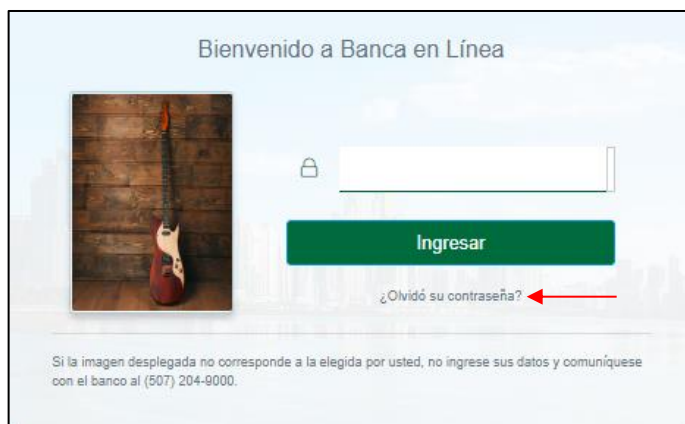 Bienvenido a Banca en Línea
Ingresar
¿Olvidó su contraseña?
Si la imagen desplegada no corresponde a la elegida por usted, no ingrese sus datos y comuníquese
con el banco al (507) 204-9000.